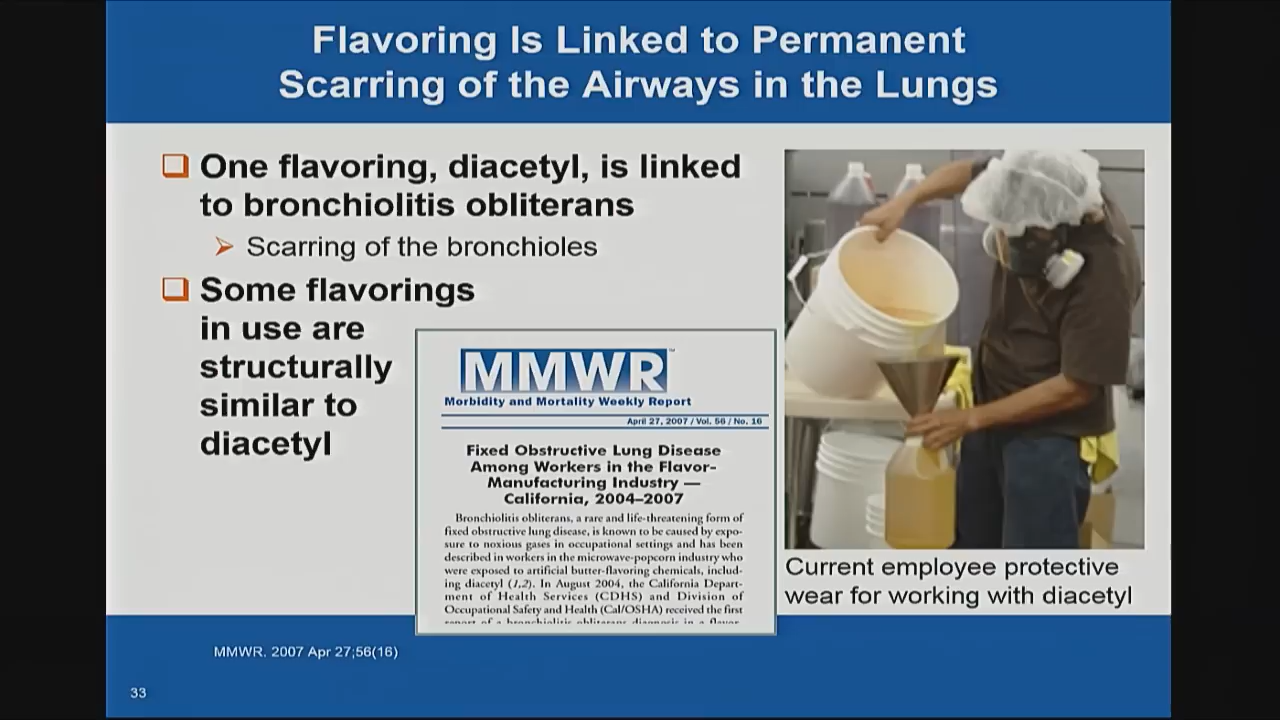 Flavoring Is Linked to Permanent
Scarring of the Airways in the Lungs
One flavoring, diacetyl, is linked
to bronchiolitis obliterans
Scarring of the bronchioles
Some flavorings
in use are
structurally
similar to
diacetyl
MMWR™
Morbidity and Mortality Weekly Report
April 27, 2007 / Vol. 56 / No. 16
Fixed Obstructive Lung Disease
Among Workers in the Flavor-
Manufacturing Industry —
California, 2004–2007
Bronchiolitis obliterans, a rare and life-threatening form of
fixed obstructive lung disease, is known to be caused by expo-
sure to noxious gases in occupational settings and has been
described in workers in the microwave-popcorn industry who
were exposed to artificial butter-flavoring chemicals, includ-
ing diacetyl (1,2). In August 2004, the California Depart-
ment of Health Services (CDHS) and Division of
Occupational Safety and Health (Cal/OSHA) received the first
report of a bronchiolitis obliterans diagnosis in a flavor-
Current employee protective
wear for working with diacetyl
MMWR. 2007 Apr 27;56(16)
33